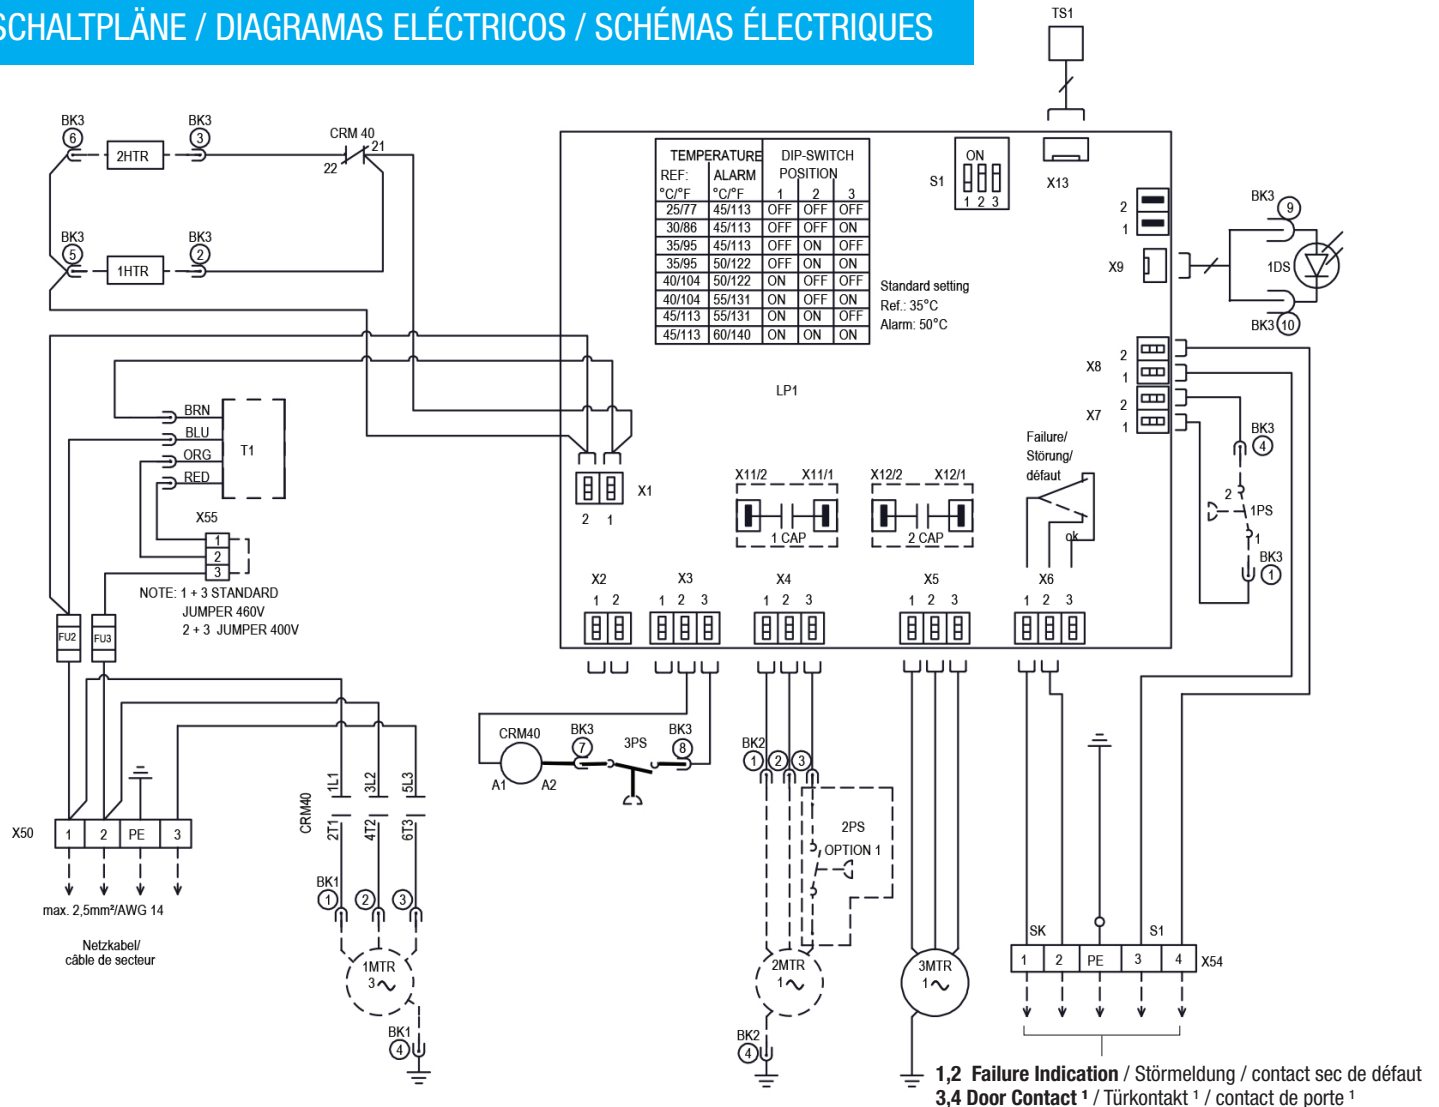 SCHALTPLÄNE / DIAGRAMAS ELÉCTRICOS / SCHÉMAS ÉLECTRIQUES
TS1
BK3
6
2HTR
BK3
3
CRM 40
21
22
BK3
5
1HTR
BK3
2
TEMPERATURE DIP-SWITCH
REF: ALARM POSITION
°C/°F °C/°F 1 2 3
25/77 45/113 OFF OFF OFF
30/86 45/113 OFF OFF ON
35/95 45/113 OFF ON OFF
35/95 50/122 OFF ON ON
40/104 50/122 ON OFF OFF
40/104 55/131 ON OFF ON
45/113 55/131 ON ON OFF
45/113 60/140 ON ON ON
Standard setting
Ref.: 35°C
Alarm: 50°C
S1
ON
1 2 3
X13
2
1
X9
BK3
9
1DS
BK3 10
X8
2
1
X7
2
1
LP1
BRN
BLU
ORG
RED
T1
X55
1
2
3
NOTE: 1 + 3 STANDARD
JUMPER 460V
2 + 3 JUMPER 400V
X1
2 1
X11/2 X11/1
1 CAP
X12/2 X12/1
2 CAP
Failure/
Störung/
défaut
ok
BK3
4
2
1PS
1
BK3
1
X2
1 2
X3
1 2 3
X4
1 2 3
X5
1 2 3
X6
1 2 3
FU2
FU3
X50
1 2 PE 3
max. 2,5mm²/AWG 14
Netzkabel/
câble de secteur
CRM40
1L1 3L2 5L3
2T1 4T2 6T3
BK1
1 2 3
1MTR
3
BK1
4
CRM40
A1 A2
BK3
7
3PS
BK3
8
BK2
1 2 3
2PS
OPTION 1
2MTR
1
BK2
4
3MTR
1
SK S1
1 2 PE 3 4 X54
1,2 Failure Indication / Störmeldung / contact sec de défaut
3,4 Door Contact ¹ / Türkontakt ¹ / contact de porte ¹